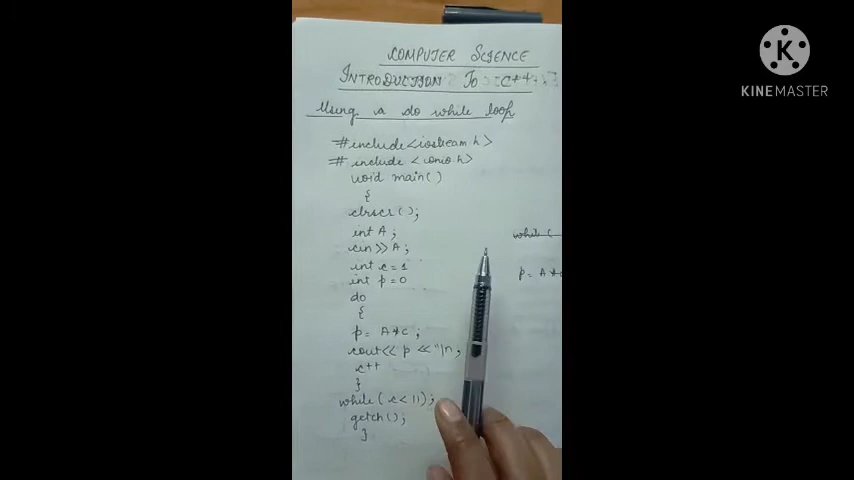 COMPUTER SCIENCE
INTRODUCTION TO C++
Using a do while loop
#include<iostream h>
# include <conio h>
void main()
{
clrscr();
int A;
cin>>A;
int c=1
int p=0
do
{
p= A*c;
cout<< p << "\n;
c++
}
while(c<11);
getch();
}
while (
p= A*c
K
KINEMASTER